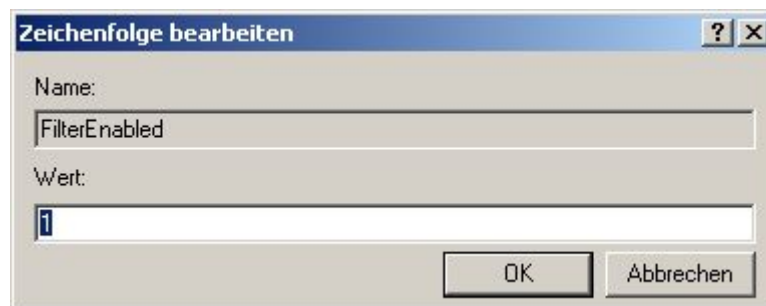 Zeichenfolge bearbeiten
Name:
FilterEnabled
Wert:
1
OK Abbrechen